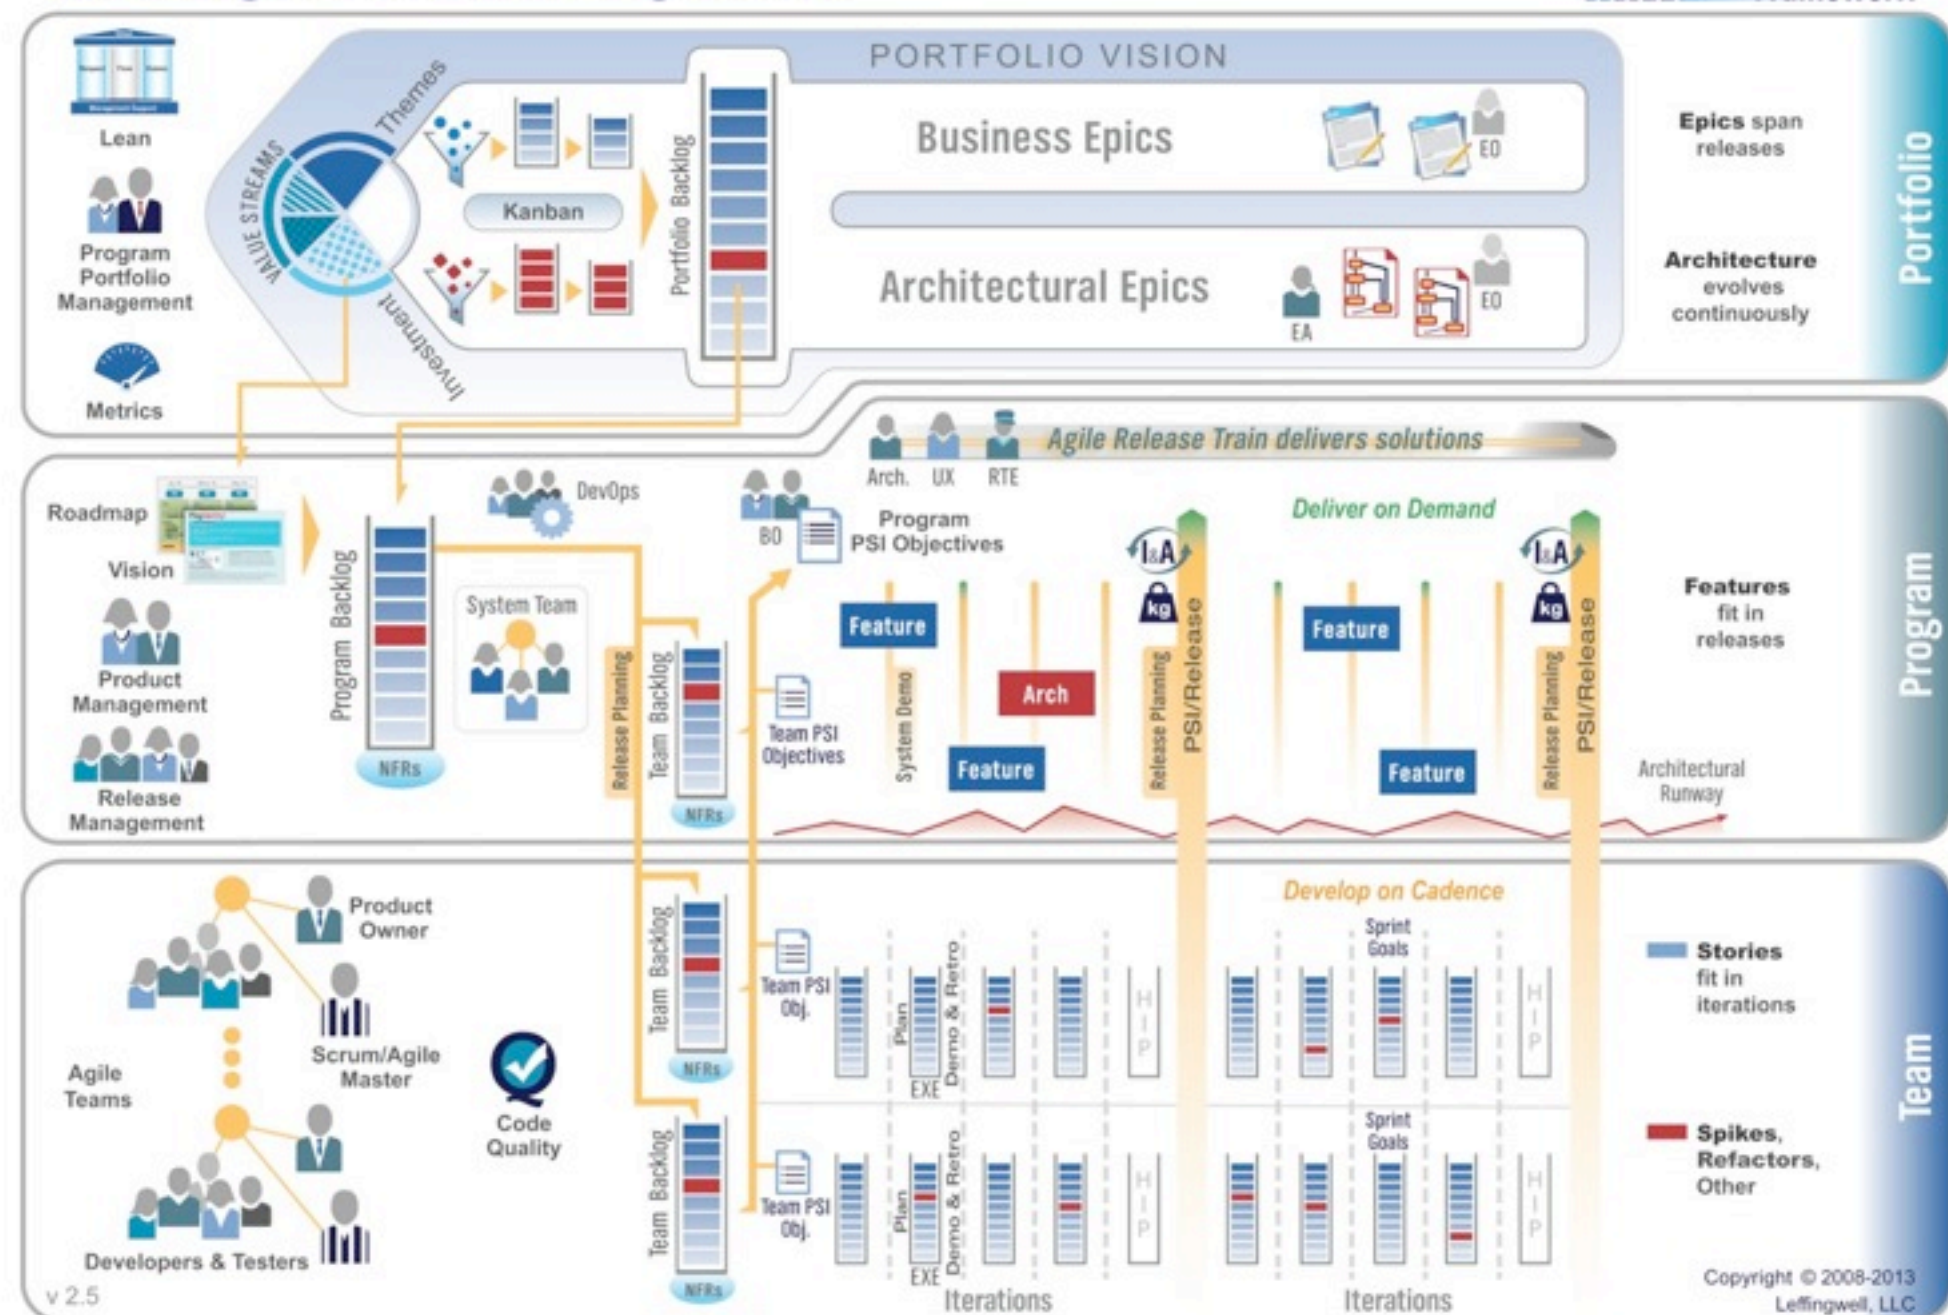 PORTFOLIO VISION
Lean
Program
Portfolio
Management
Metrics
VALUE STREAMS
Themes
Investment
Kanban
Portfolio Backlog
Business Epics
EO
Architectural Epics
EA
EO
Epics span
releases
Architecture
evolves
continuously
Portfolio
Roadmap
Vision
Product
Management
Release
Management
Program Backlog
NFRs
DevOps
System Team
Release Planning
Team Backlog
NFRs
BO
Program
PSI Objectives
Team PSI
Objectives
Arch.
UX
RTE
Agile Release Train delivers solutions
Deliver on Demand
Feature
System Demo
Arch
Feature
I&A
kg
Release Planning
PSI/Release
Feature
Feature
I&A
kg
Release Planning
PSI/Release
Architectural
Runway
Features
fit in
releases
Program
Product
Owner
Scrum/Agile
Master
Agile
Teams
Developers & Testers
Code
Quality
Team Backlog
NFRs
Team PSI
Obj.
Plan
EXE
Demo & Retro
HIP
Develop on Cadence
Sprint
Goals
HIP
Team Backlog
NFRs
Team PSI
Obj.
Plan
EXE
Demo & Retro
HIP
Sprint
Goals
HIP
Iterations
Iterations
Stories
fit in
iterations
Spikes,
Refactors,
Other
Team
v 2.5
Copyright © 2008-2013
Leffingwell, LLC